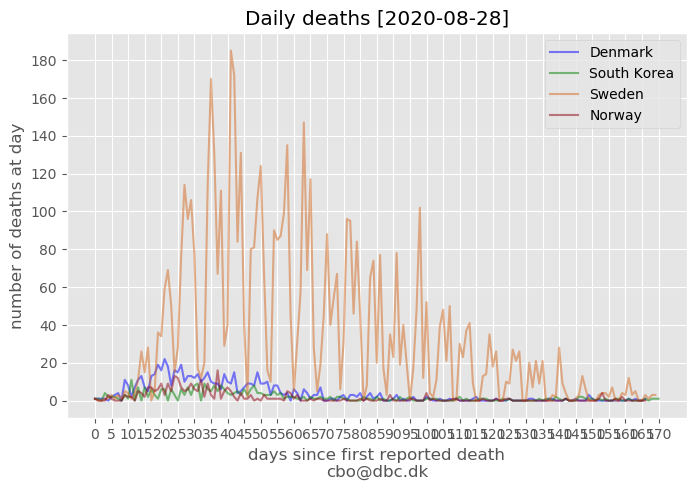 Daily deaths [2020-08-28]
Denmark
South Korea
Sweden
Norway
number of deaths at day
180
160
140
120
100
80
60
40
20
0
0 5 10 15 20 25 30 35 40 45 50 55 60 65 70 75 80 85 90 95 100 105 110 115 120 125 130 135 140 145 150 155 160 165 170
days since first reported death
cbo@dbc.dk